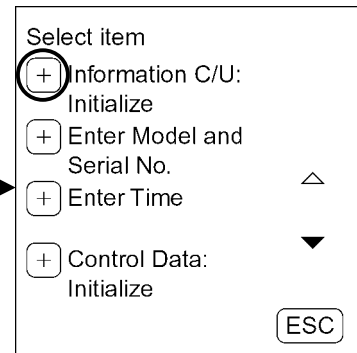 Select item
+ Information C/U:
Initialize
+ Enter Model and
Serial No.
+ Enter Time
+ Control Data:
Initialize
ESC